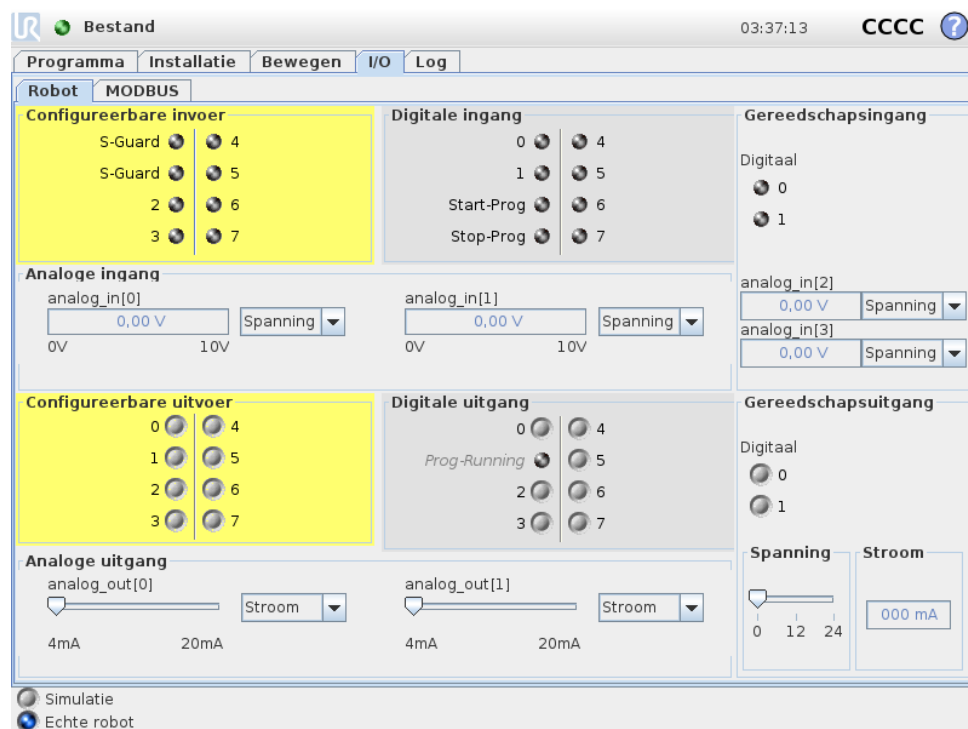 UR Bestand 03:37:13 CCCC ?
Programma Installatie Bewegen I/O Log
Robot MODBUS
Configureerbare invoer
S-Guard 4
S-Guard 5
2 6
3 7
Digitale ingang
0 4
1 5
Start-Prog 6
Stop-Prog 7
Gereedschapsingang
Digitaal
0
1
analog_in[2]
0,00 V Spanning
analog_in[3]
0,00 V Spanning
Analoge ingang
analog_in[0]
0,00 V Spanning
0V 10V
analog_in[1]
0,00 V Spanning
0V 10V
Configureerbare uitvoer
0 4
1 5
2 6
3 7
Digitale uitgang
0 4
Prog-Running 5
2 6
3 7
Gereedschapsuitgang
Digitaal
0
1
Spanning
0 12 24
Stroom
000 mA
Analoge uitgang
analog_out[0]
Stroom
4mA 20mA
analog_out[1]
Stroom
4mA 20mA
Simulatie
Echte robot